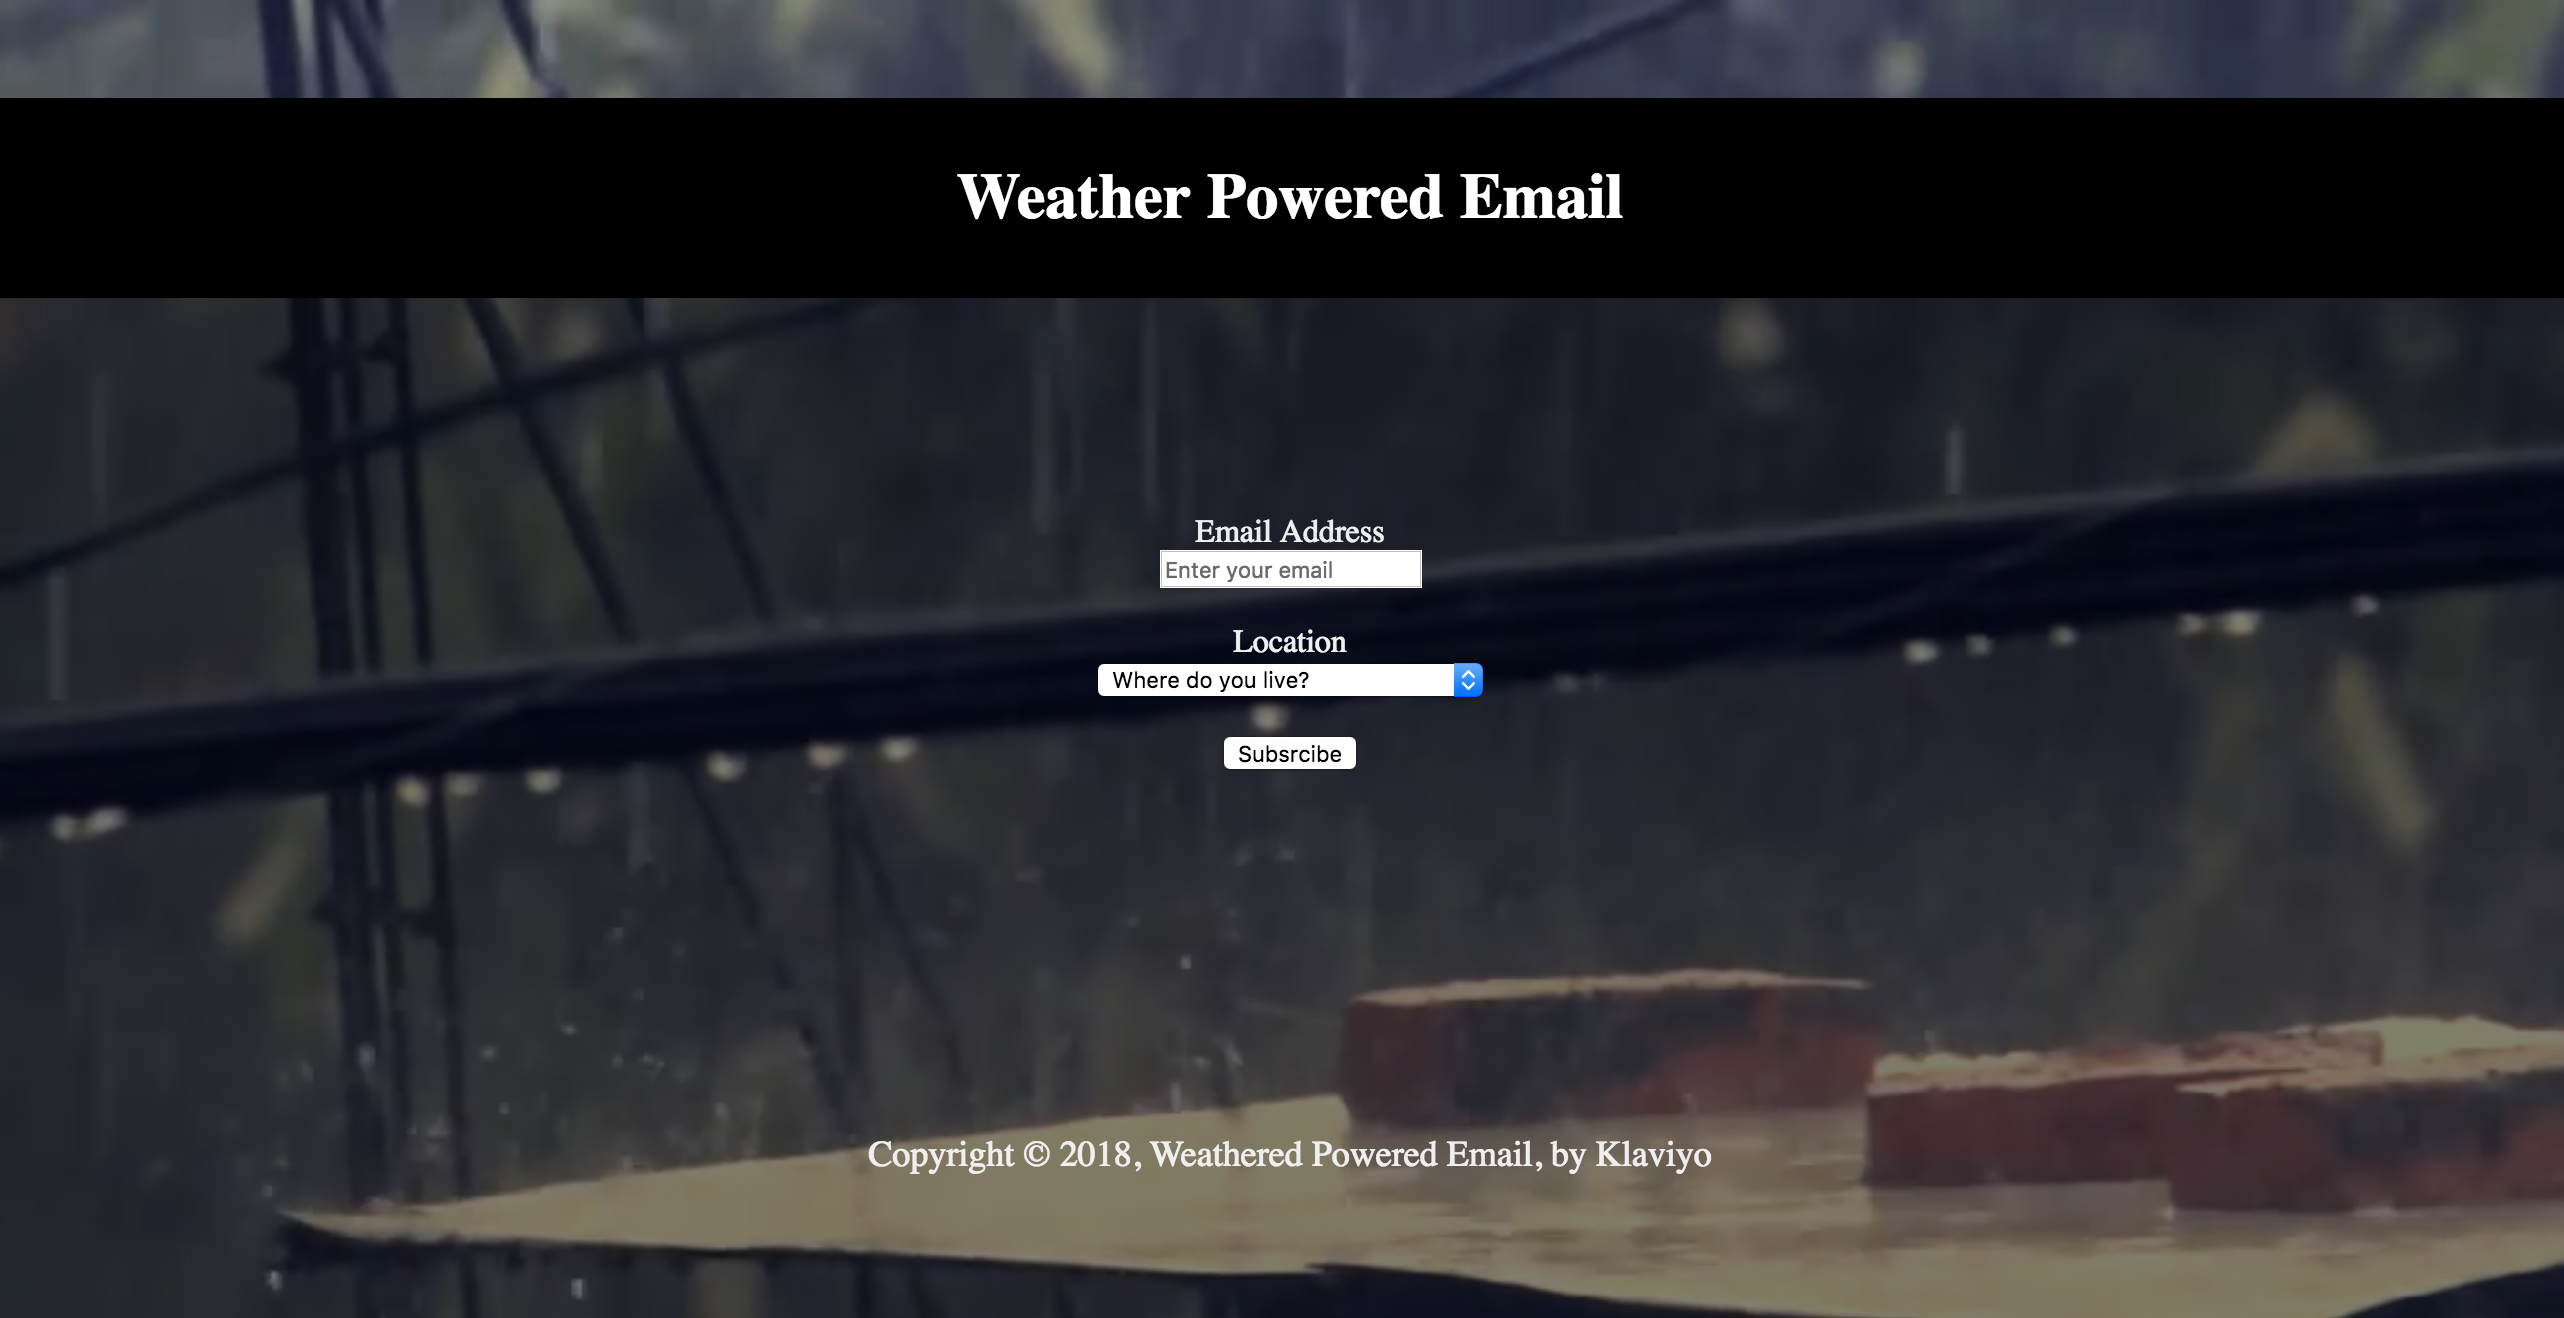 Weather Powered Email
Email Address
Enter your email
Location
Where do you live?
Subsrcibe
Copyright © 2018, Weathered Powered Email, by Klaviyo